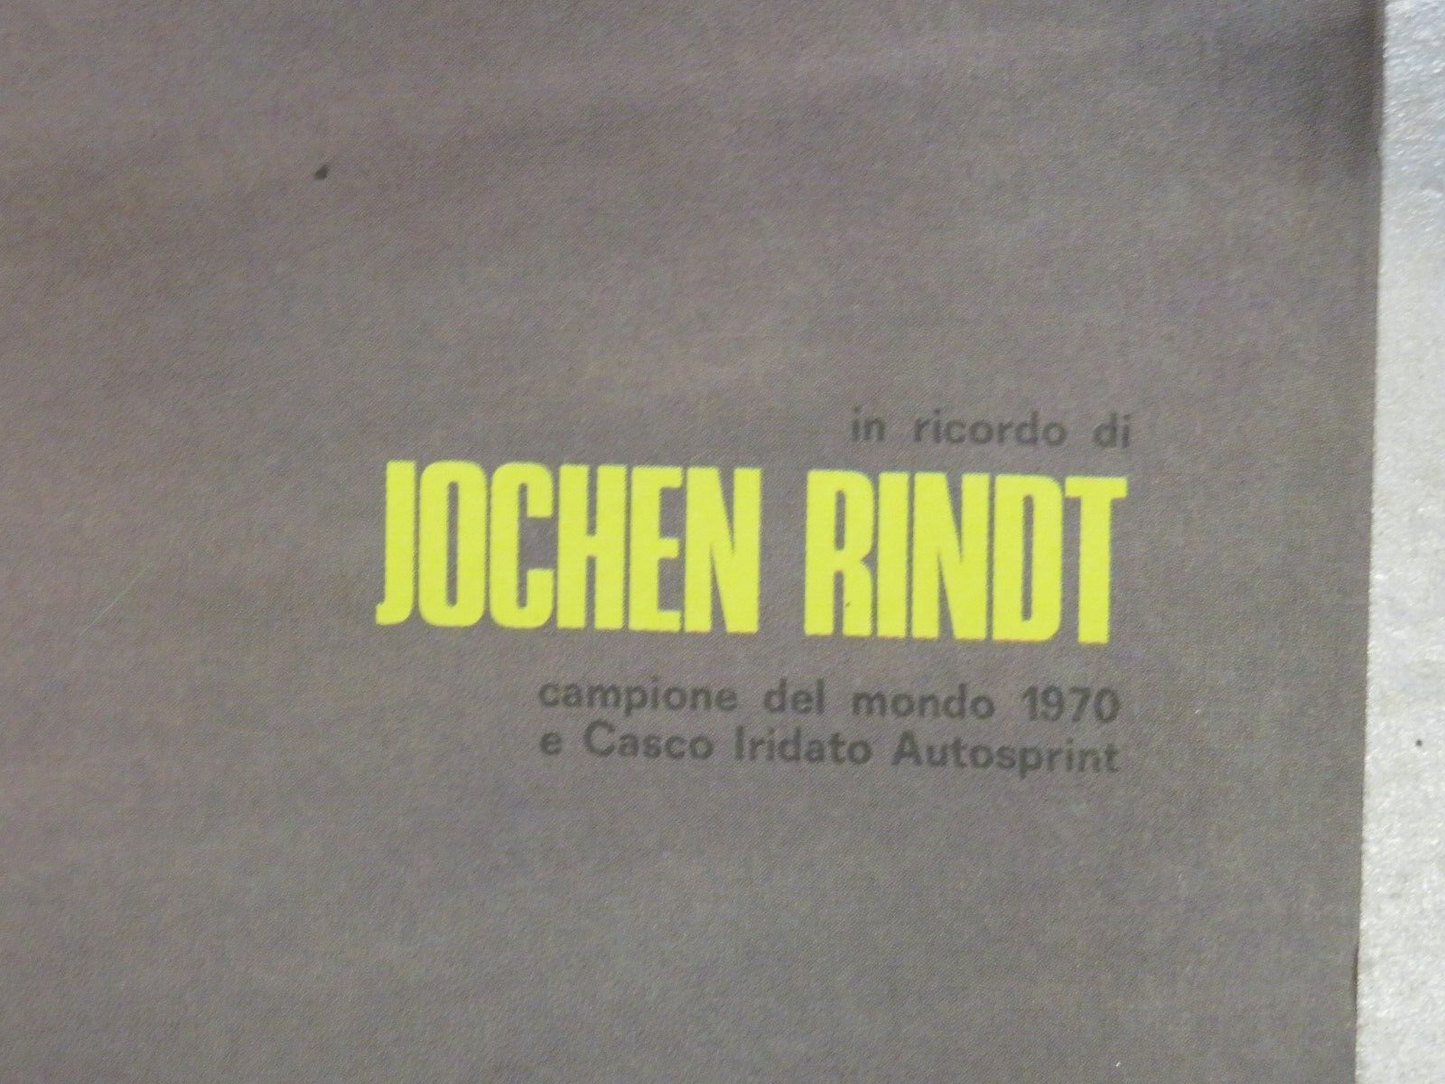 in ricordo di
JOCHEN RINDT
campione del mondo 1970
e Casco Iridato Autosprint